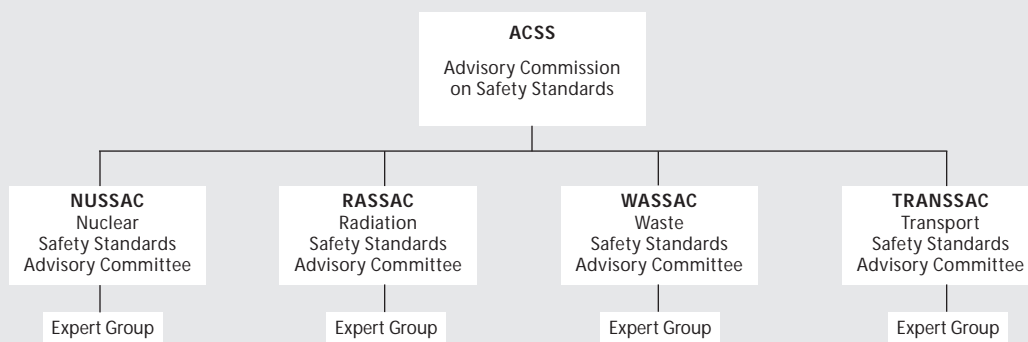 ACSS
Advisory Commission
on Safety Standards
NUSSAC
Nuclear
Safety Standards
Advisory Committee
RASSAC
Radiation
Safety Standards
Advisory Committee
WASSAC
Waste
Safety Standards
Advisory Committee
TRANSSAC
Transport
Safety Standards
Advisory Committee
Expert Group
Expert Group
Expert Group
Expert Group